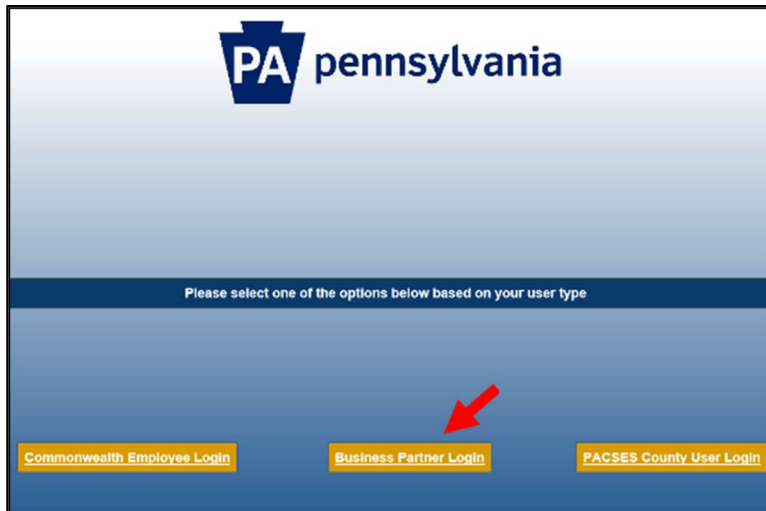 PA pennsylvania
Please select one of the options below based on your user type
Commonwealth Employee Login
Business Partner Login
PACSES County User Login